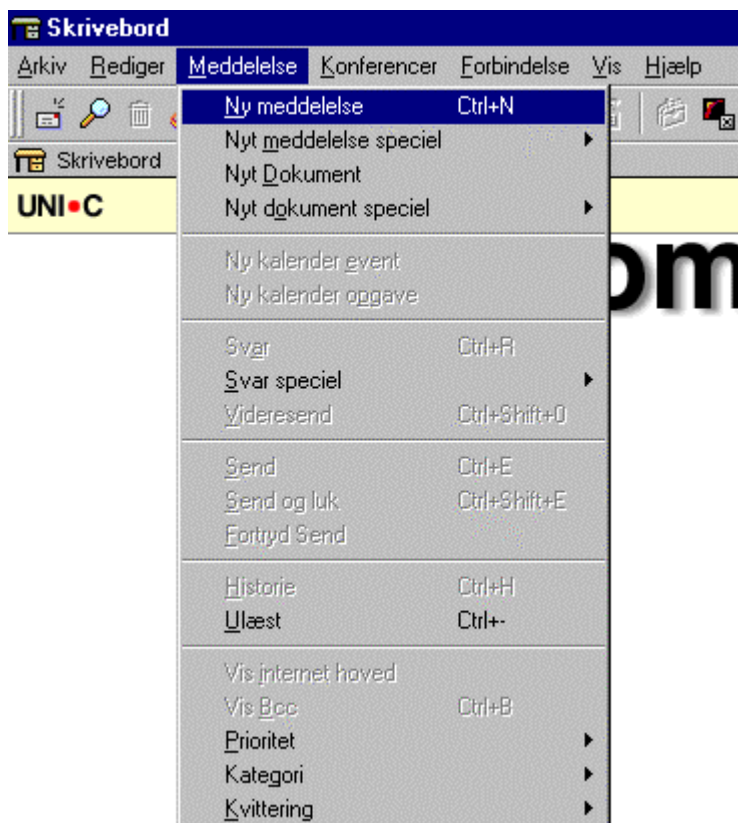 Skrivebord
Arkiv Rediger Meddelelse Konferencer Forbindelse Vis Hjælp
Ny meddelelse Ctrl+N
Nyt meddelelse speciel
Skrivebord
Nyt Dokument
UNI•C
Nyt dokument speciel
om
Ny kalender event
Ny kalender opgave
Svar Ctrl+R
Svar speciel
Videresend Ctrl+Shift+O
Send Ctrl+E
Send og luk Ctrl+Shift+E
Fortryd Send
Historie Ctrl+H
Ulæst Ctrl+-
Vis internet hoved
Vis Bcc Ctrl+B
Prioritet
Kategori
Kvittering